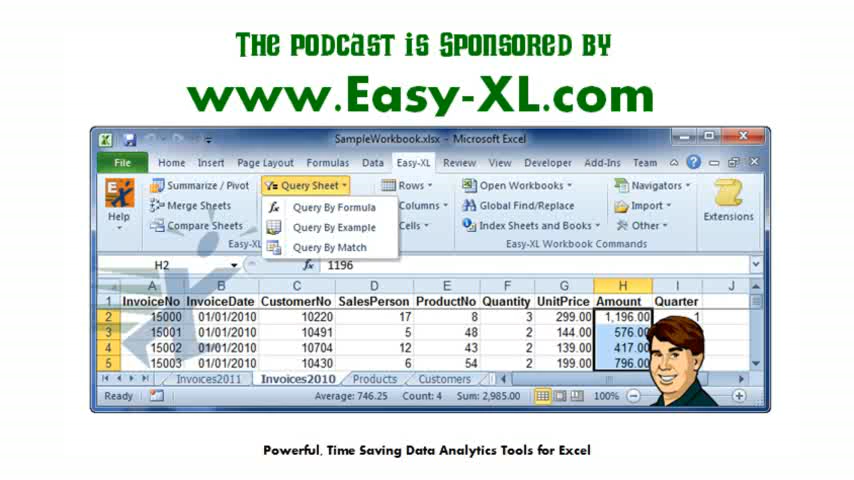 The podcast is Sponsored by
www.Easy-XL.com
SampleWorkbook.xlsx - Microsoft Excel
File Home Insert Page Layout Formulas Data Easy-XL Review View Developer Add-Ins Team
Summarize / Pivot Query Sheet Rows Open Workbooks Navigators
Merge Sheets Query By Formula Columns Global Find/Replace Import
Help Compare Sheets Query By Example Cells Index Sheets and Books Other Extensions
Easy-XL Query By Match Easy-XL Workbook Commands
H2 fx 1196
A B C D E F G H I J
1 InvoiceNo InvoiceDate CustomerNo SalesPerson ProductNo Quantity UnitPrice Amount Quarter
2 15000 01/01/2010 10220 17 8 3 299.00 1,196.00 1
3 15001 01/01/2010 10491 5 48 2 144.00 576.00
4 15002 01/01/2010 10704 12 43 2 139.00 417.00
5 15003 01/01/2010 10430 6 54 2 199.00 796.00
Invoices2011 Invoices2010 Products Customers
Ready Average: 746.25 Count: 4 Sum: 2,985.00 100%
Powerful, Time Saving Data Analytics Tools for Excel